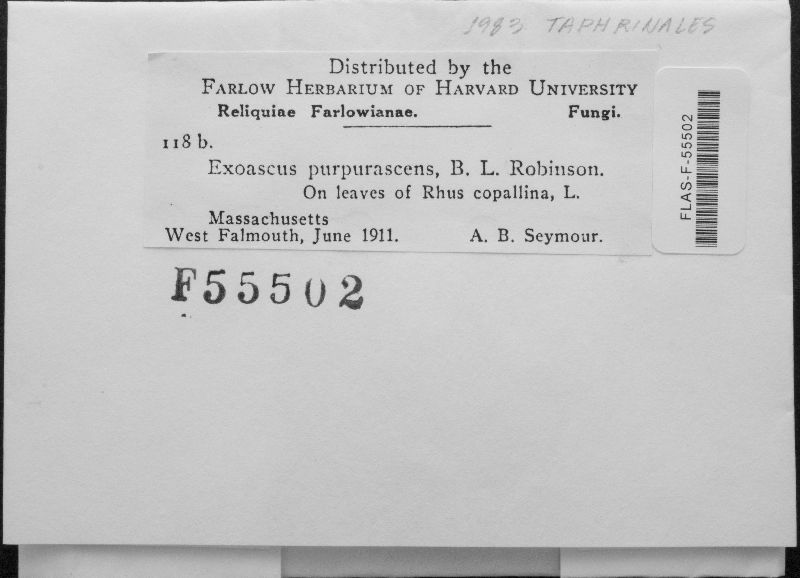 1983 TAPHRINALES
Distributed by the
FARLOW HERBARIUM OF HARVARD UNIVERSITY
Reliquiae Farlowianae. Fungi.
118 b.
Exoascus purpurascens, B. L. Robinson.
On leaves of Rhus copallina, L.
Massachusetts
West Falmouth, June 1911. A. B. Seymour.
FLAS-F-55502
F55502